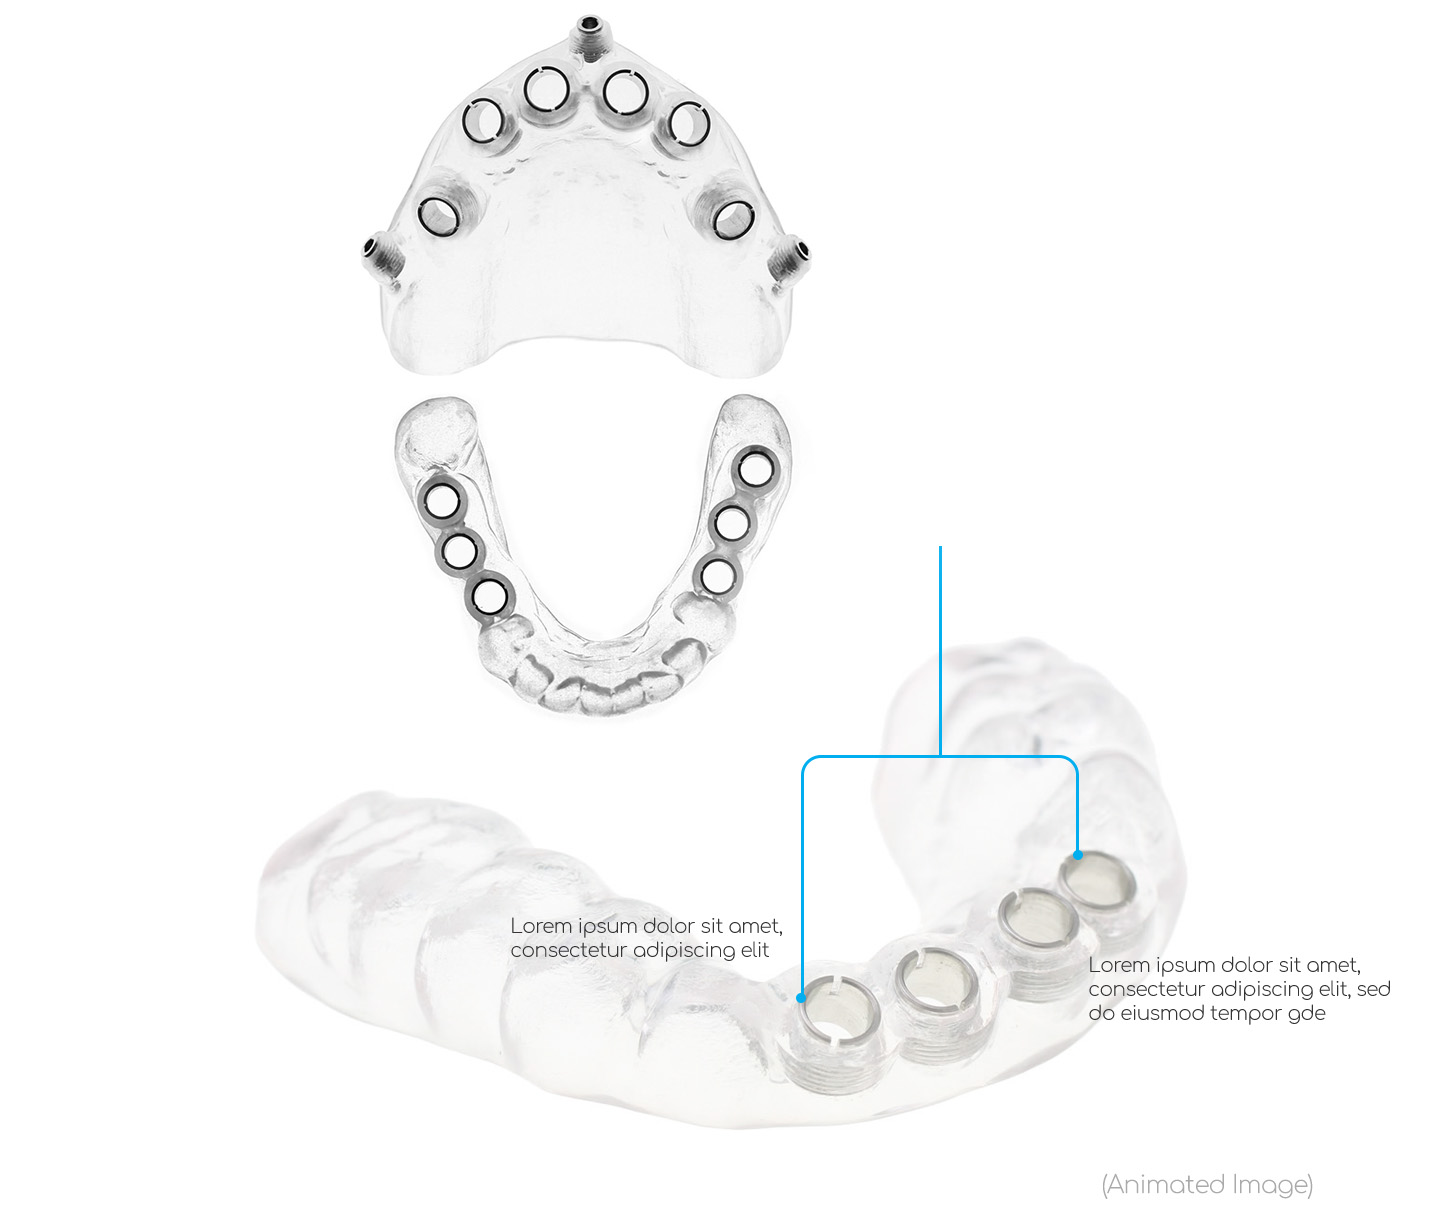 Lorem ipsum dolor sit amet,
consectetur adipiscing elit
Lorem ipsum dolor sit amet,
consectetur adipiscing elit, sed
do eiusmod tempor gde
(Animated Image)